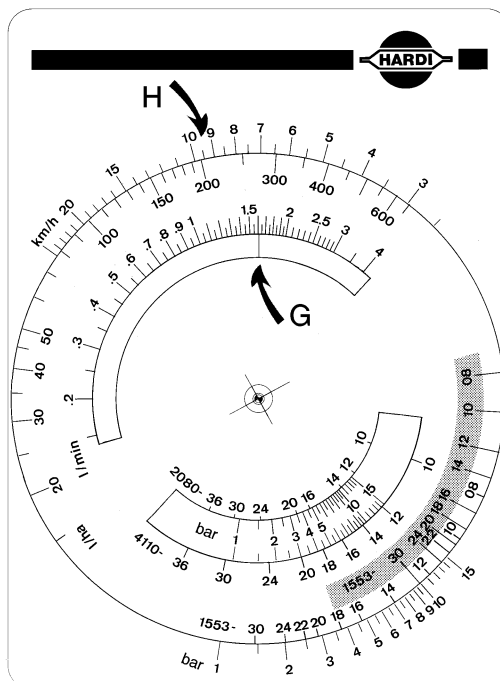 HARDI
H
km/h 20 15 10 9 8 7 6 5 4 3
100 150 200 300 400 600
.2 .3 .4 .5 .6 .7 .8 .9 1 1.5 2 2.5 3 4
G
50 40 30 20
l/min
l/ha
08 10 12 14 16 18 20 22 24 30 1553-
2080- 36 30 24 20 16 14 12 10
bar 1 2 3 4 5 10 15
4110- 36 30 24 20 18 16 14 12 10
1553- 30 24 22 20 18 16 14 12 10 08
bar 1 2 3 4 5 6 7 8 9 10 15